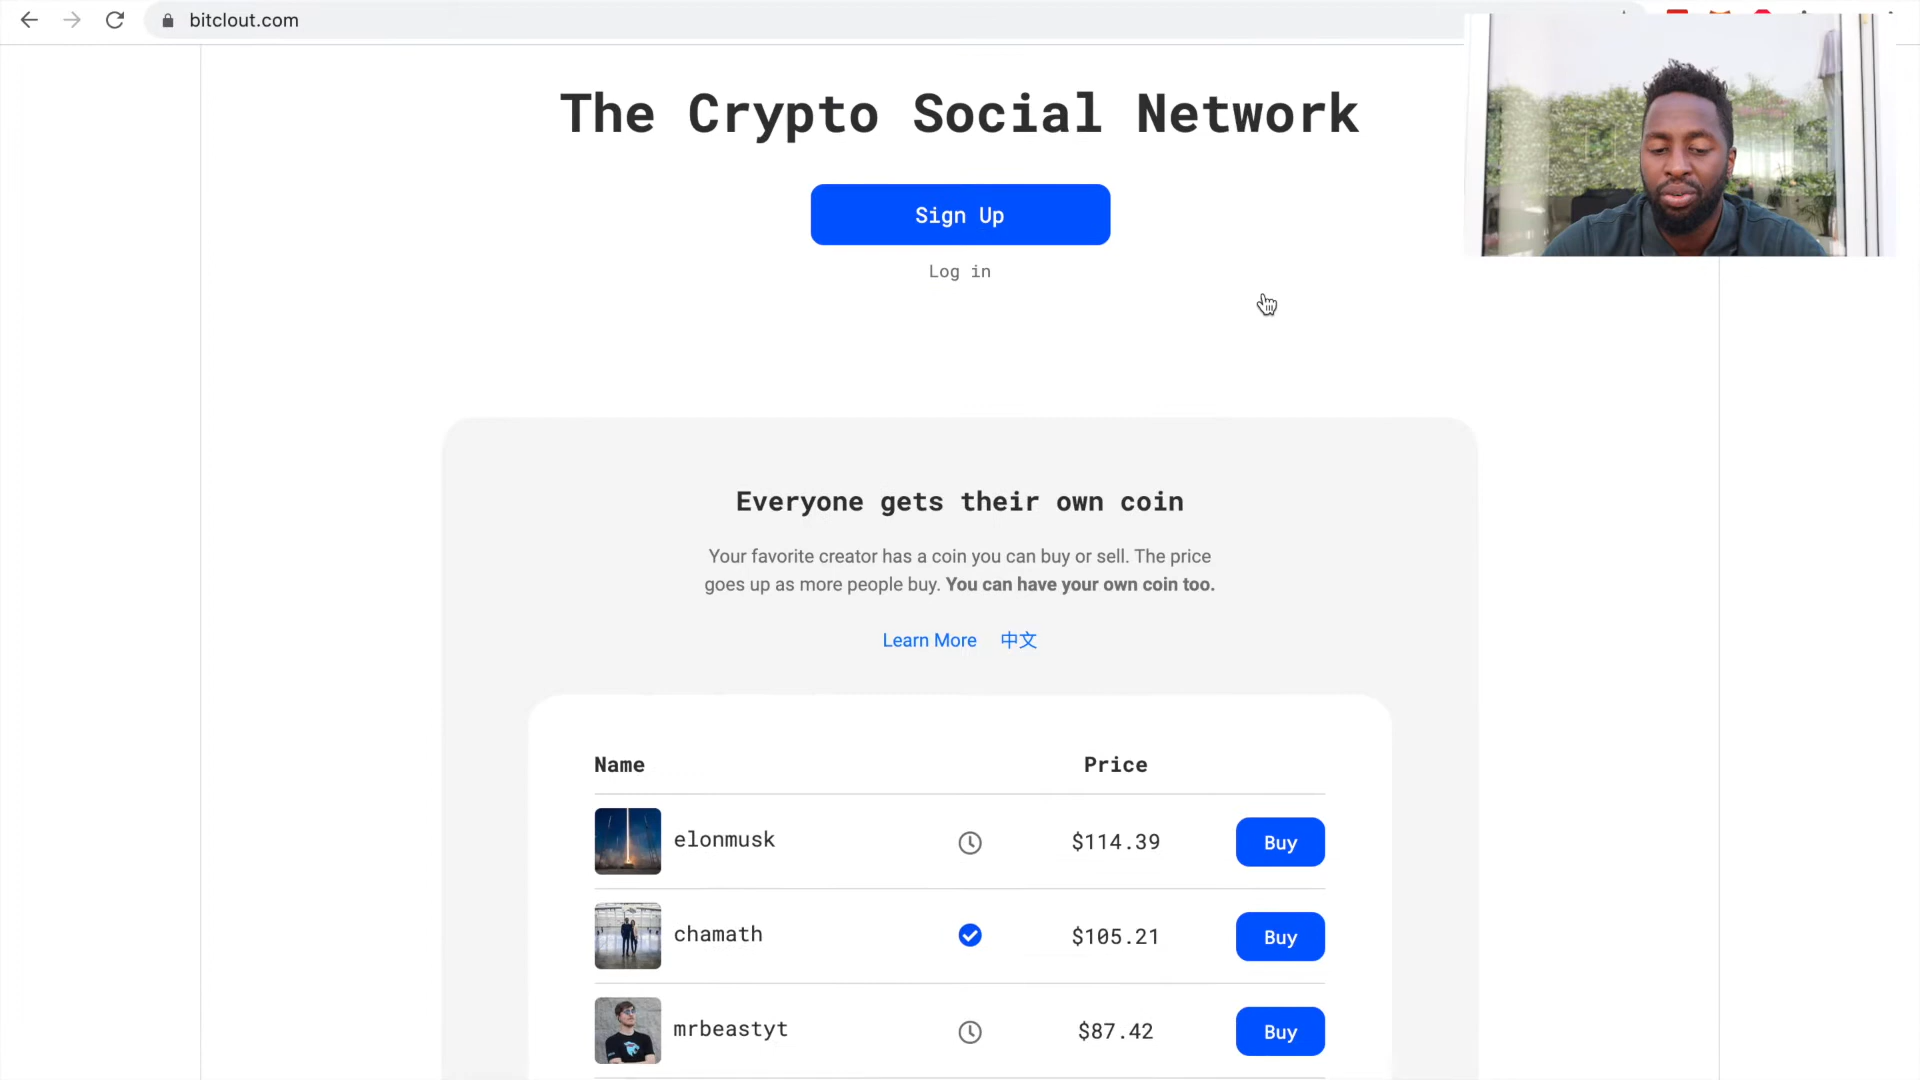 bitclout.com
The Crypto Social Network
Sign Up
Log in
Everyone gets their own coin
Your favorite creator has a coin you can buy or sell. The price
goes up as more people buy. You can have your own coin too.
Learn More 中文
Name Price
elonmusk $114.39 Buy
chamath $105.21 Buy
mrbeastyt $87.42 Buy